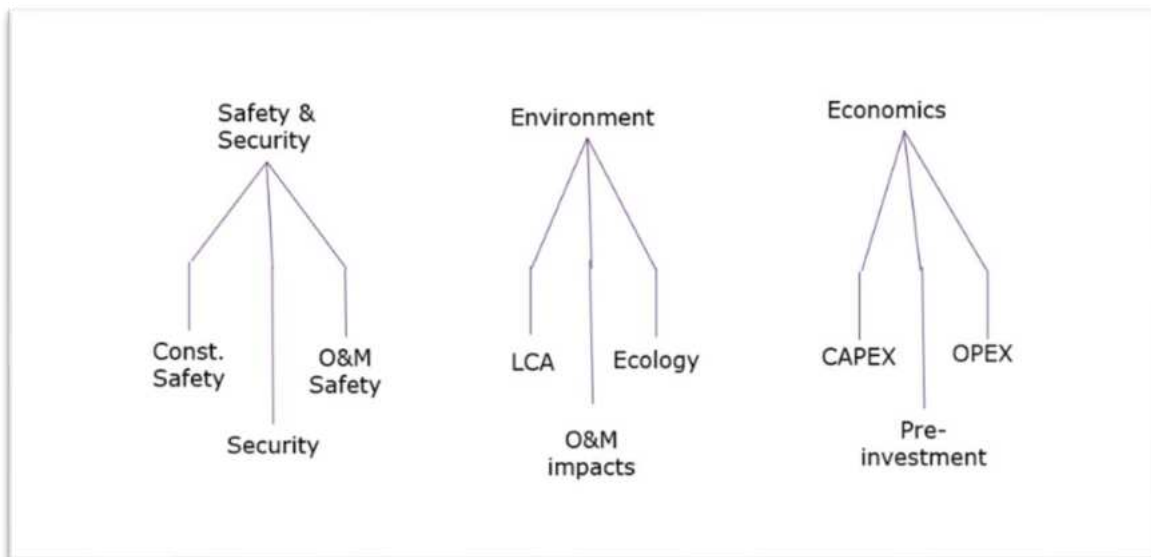 Safety &
Security
Environment
Economics
Const.
Safety
O&M
Safety
Security
LCA
Ecology
O&M
impacts
CAPEX
OPEX
Pre-
investment